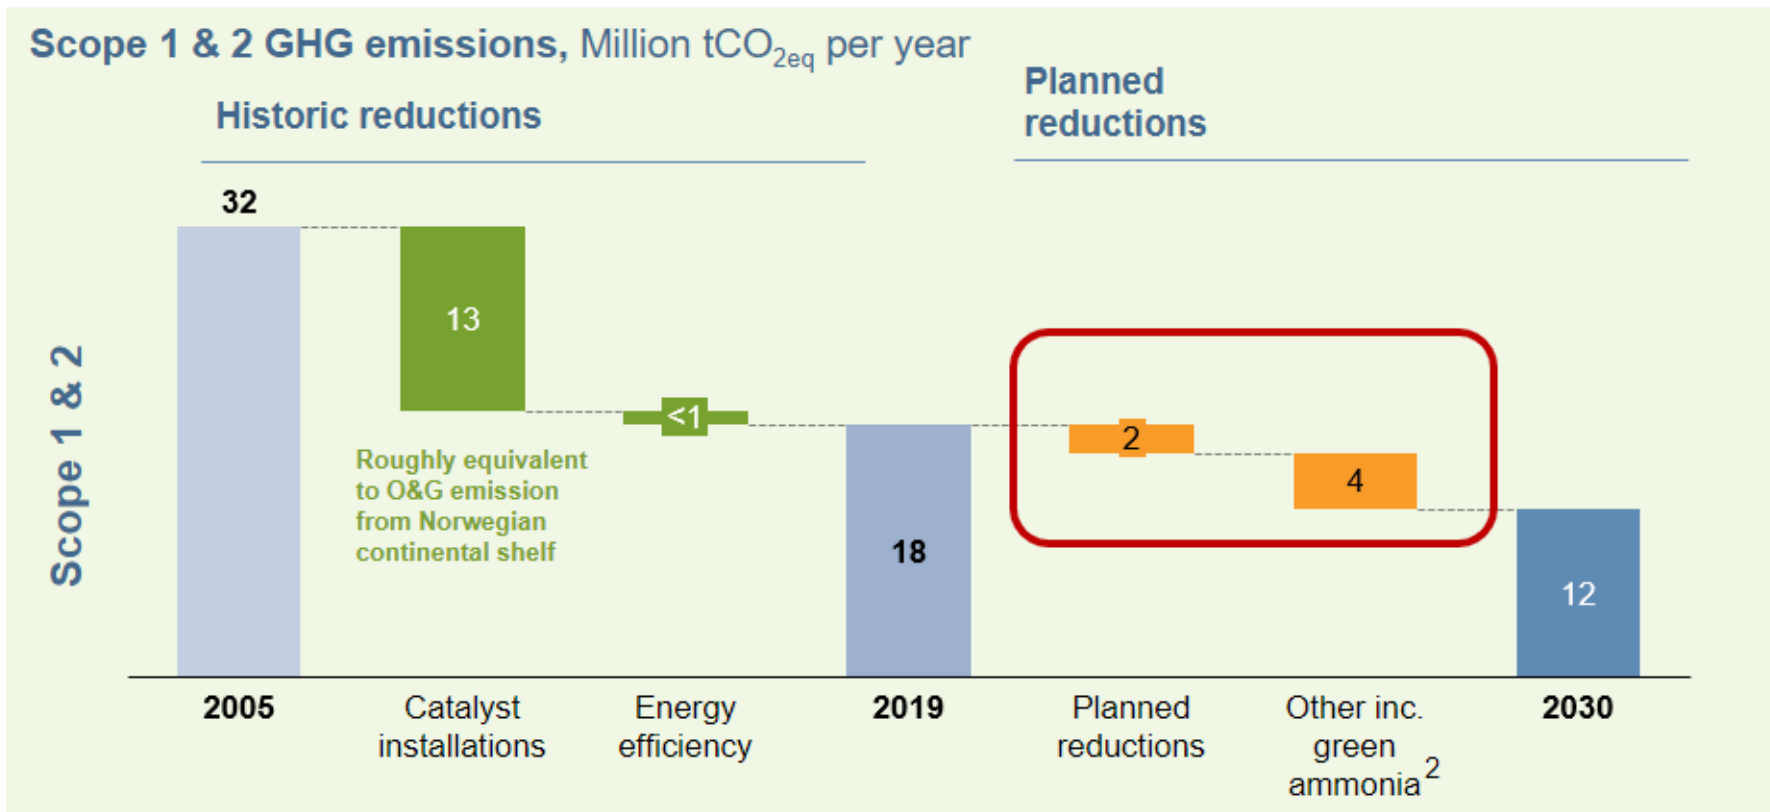 Scope 1 & 2 GHG emissions, Million tCO2eq per year
Historic reductions
Planned
reductions
Scope 1 & 2
32
13
<1
18
2
4
12
Roughly equivalent
to O&G emission
from Norwegian
continental shelf
2005
Catalyst
installations
Energy
efficiency
2019
Planned
reductions
Other inc.
green
ammonia2
2030